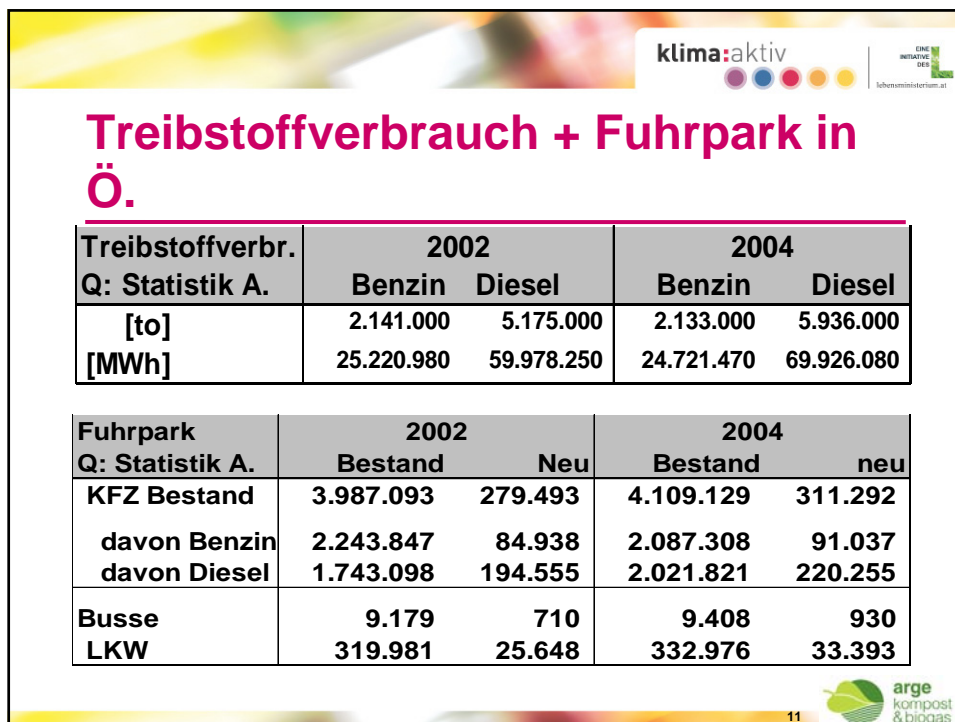 klima:aktiv
EINE
INITIATIVE
DES
lebensministerium.at
Treibstoffverbrauch + Fuhrpark in
Ö.
Treibstoffverbr. 2002 2004
Q: Statistik A. Benzin Diesel Benzin Diesel
[to] 2.141.000 5.175.000 2.133.000 5.936.000
[MWh] 25.220.980 59.978.250 24.721.470 69.926.080
Fuhrpark 2002 2004
Q: Statistik A. Bestand Neu Bestand neu
KFZ Bestand 3.987.093 279.493 4.109.129 311.292
davon Benzin 2.243.847 84.938 2.087.308 91.037
davon Diesel 1.743.098 194.555 2.021.821 220.255
Busse 9.179 710 9.408 930
LKW 319.981 25.648 332.976 33.393
11
arge
kompost
&biogas